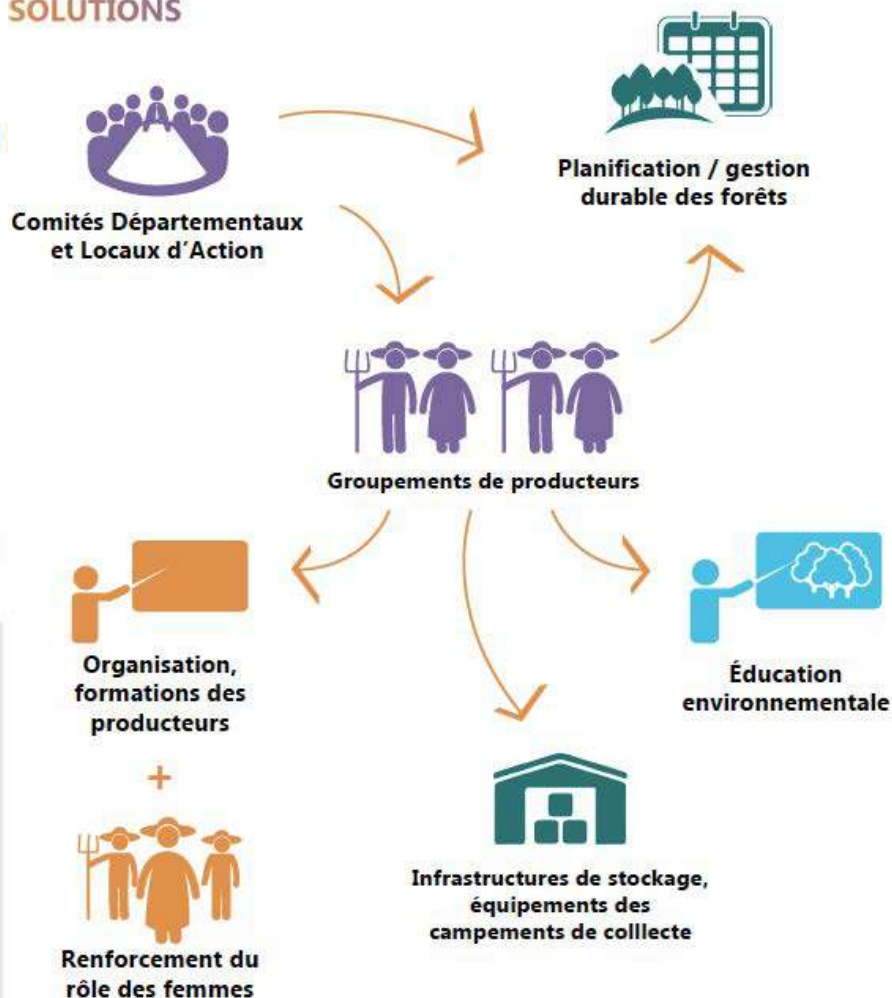 SOLUTIONS
Planification / gestion
durable des forêts
Comités Départementaux
et Locaux d'Action
Groupements de producteurs
Organisation,
formations des
producteurs
+
Renforcement du
rôle des femmes
Infrastructures de stockage,
équipements des
campements de colllecte
Éducation
environnementale